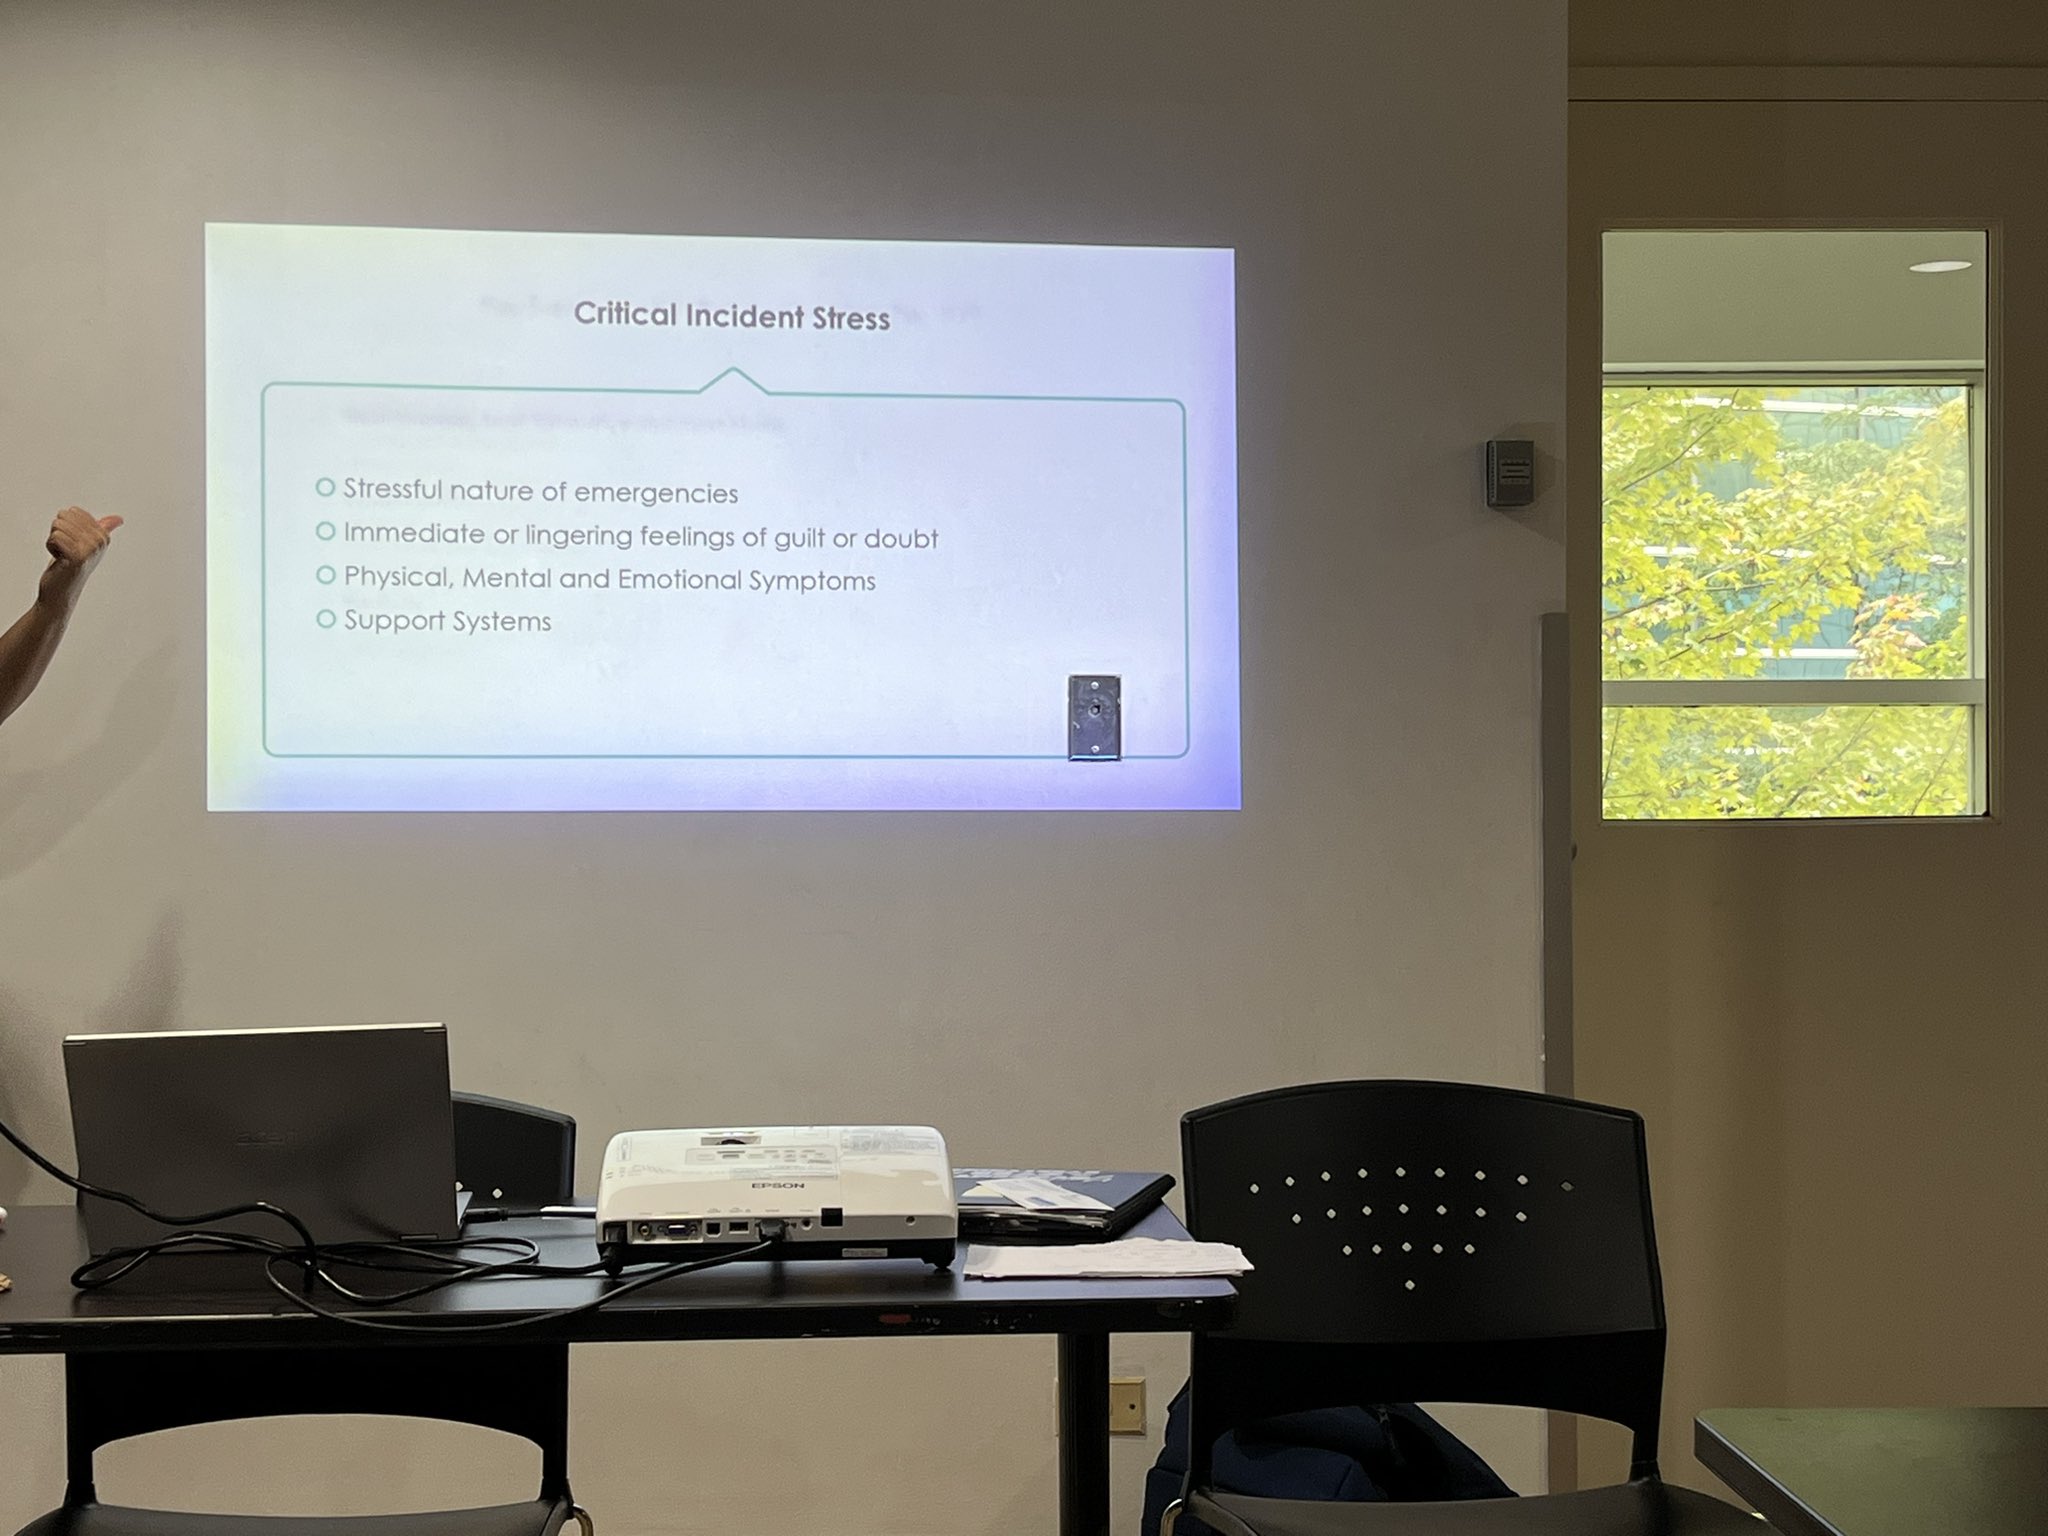 Critical Incident Stress
Stressful nature of emergencies
Immediate or lingering feelings of guilt or doubt
Physical, Mental and Emotional Symptoms
Support Systems
EPSON